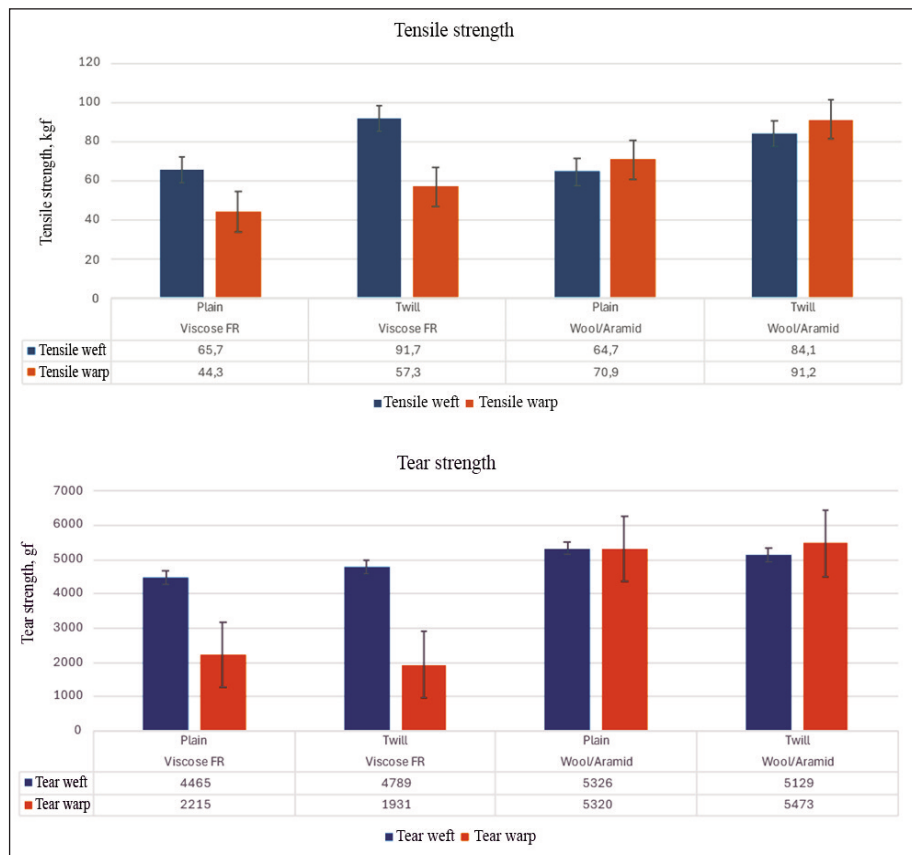 Tensile strength
Tensile strength, kgf
120
100
80
60
40
20
0
Plain Twill Plain Twill
Viscose FR Viscose FR Wool/Aramid Wool/Aramid
Tensile weft 65,7 91,7 64,7 84,1
Tensile warp 44,3 57,3 70,9 91,2
Tensile weft Tensile warp
Tear strength
Tear strength, gf
7000
6000
5000
4000
3000
2000
1000
0
Plain Twill Plain Twill
Viscose FR Viscose FR Wool/Aramid Wool/Aramid
Tear weft 4465 4789 5326 5129
Tear warp 2215 1931 5320 5473
Tear weft Tear warp